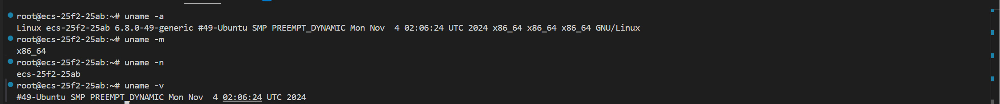 root@ecs-25f2-25ab:~# uname -a
Linux ecs-25f2-25ab 6.8.0-49-generic #49-Ubuntu SMP PREEMPT_DYNAMIC Mon Nov  4 02:06:24 UTC 2024 x86_64 x86_64 x86_64 GNU/Linux
root@ecs-25f2-25ab:~# uname -m
x86_64
root@ecs-25f2-25ab:~# uname -n
ecs-25f2-25ab
root@ecs-25f2-25ab:~# uname -v
#49-Ubuntu SMP PREEMPT_DYNAMIC Mon Nov  4 02:06:24 UTC 2024